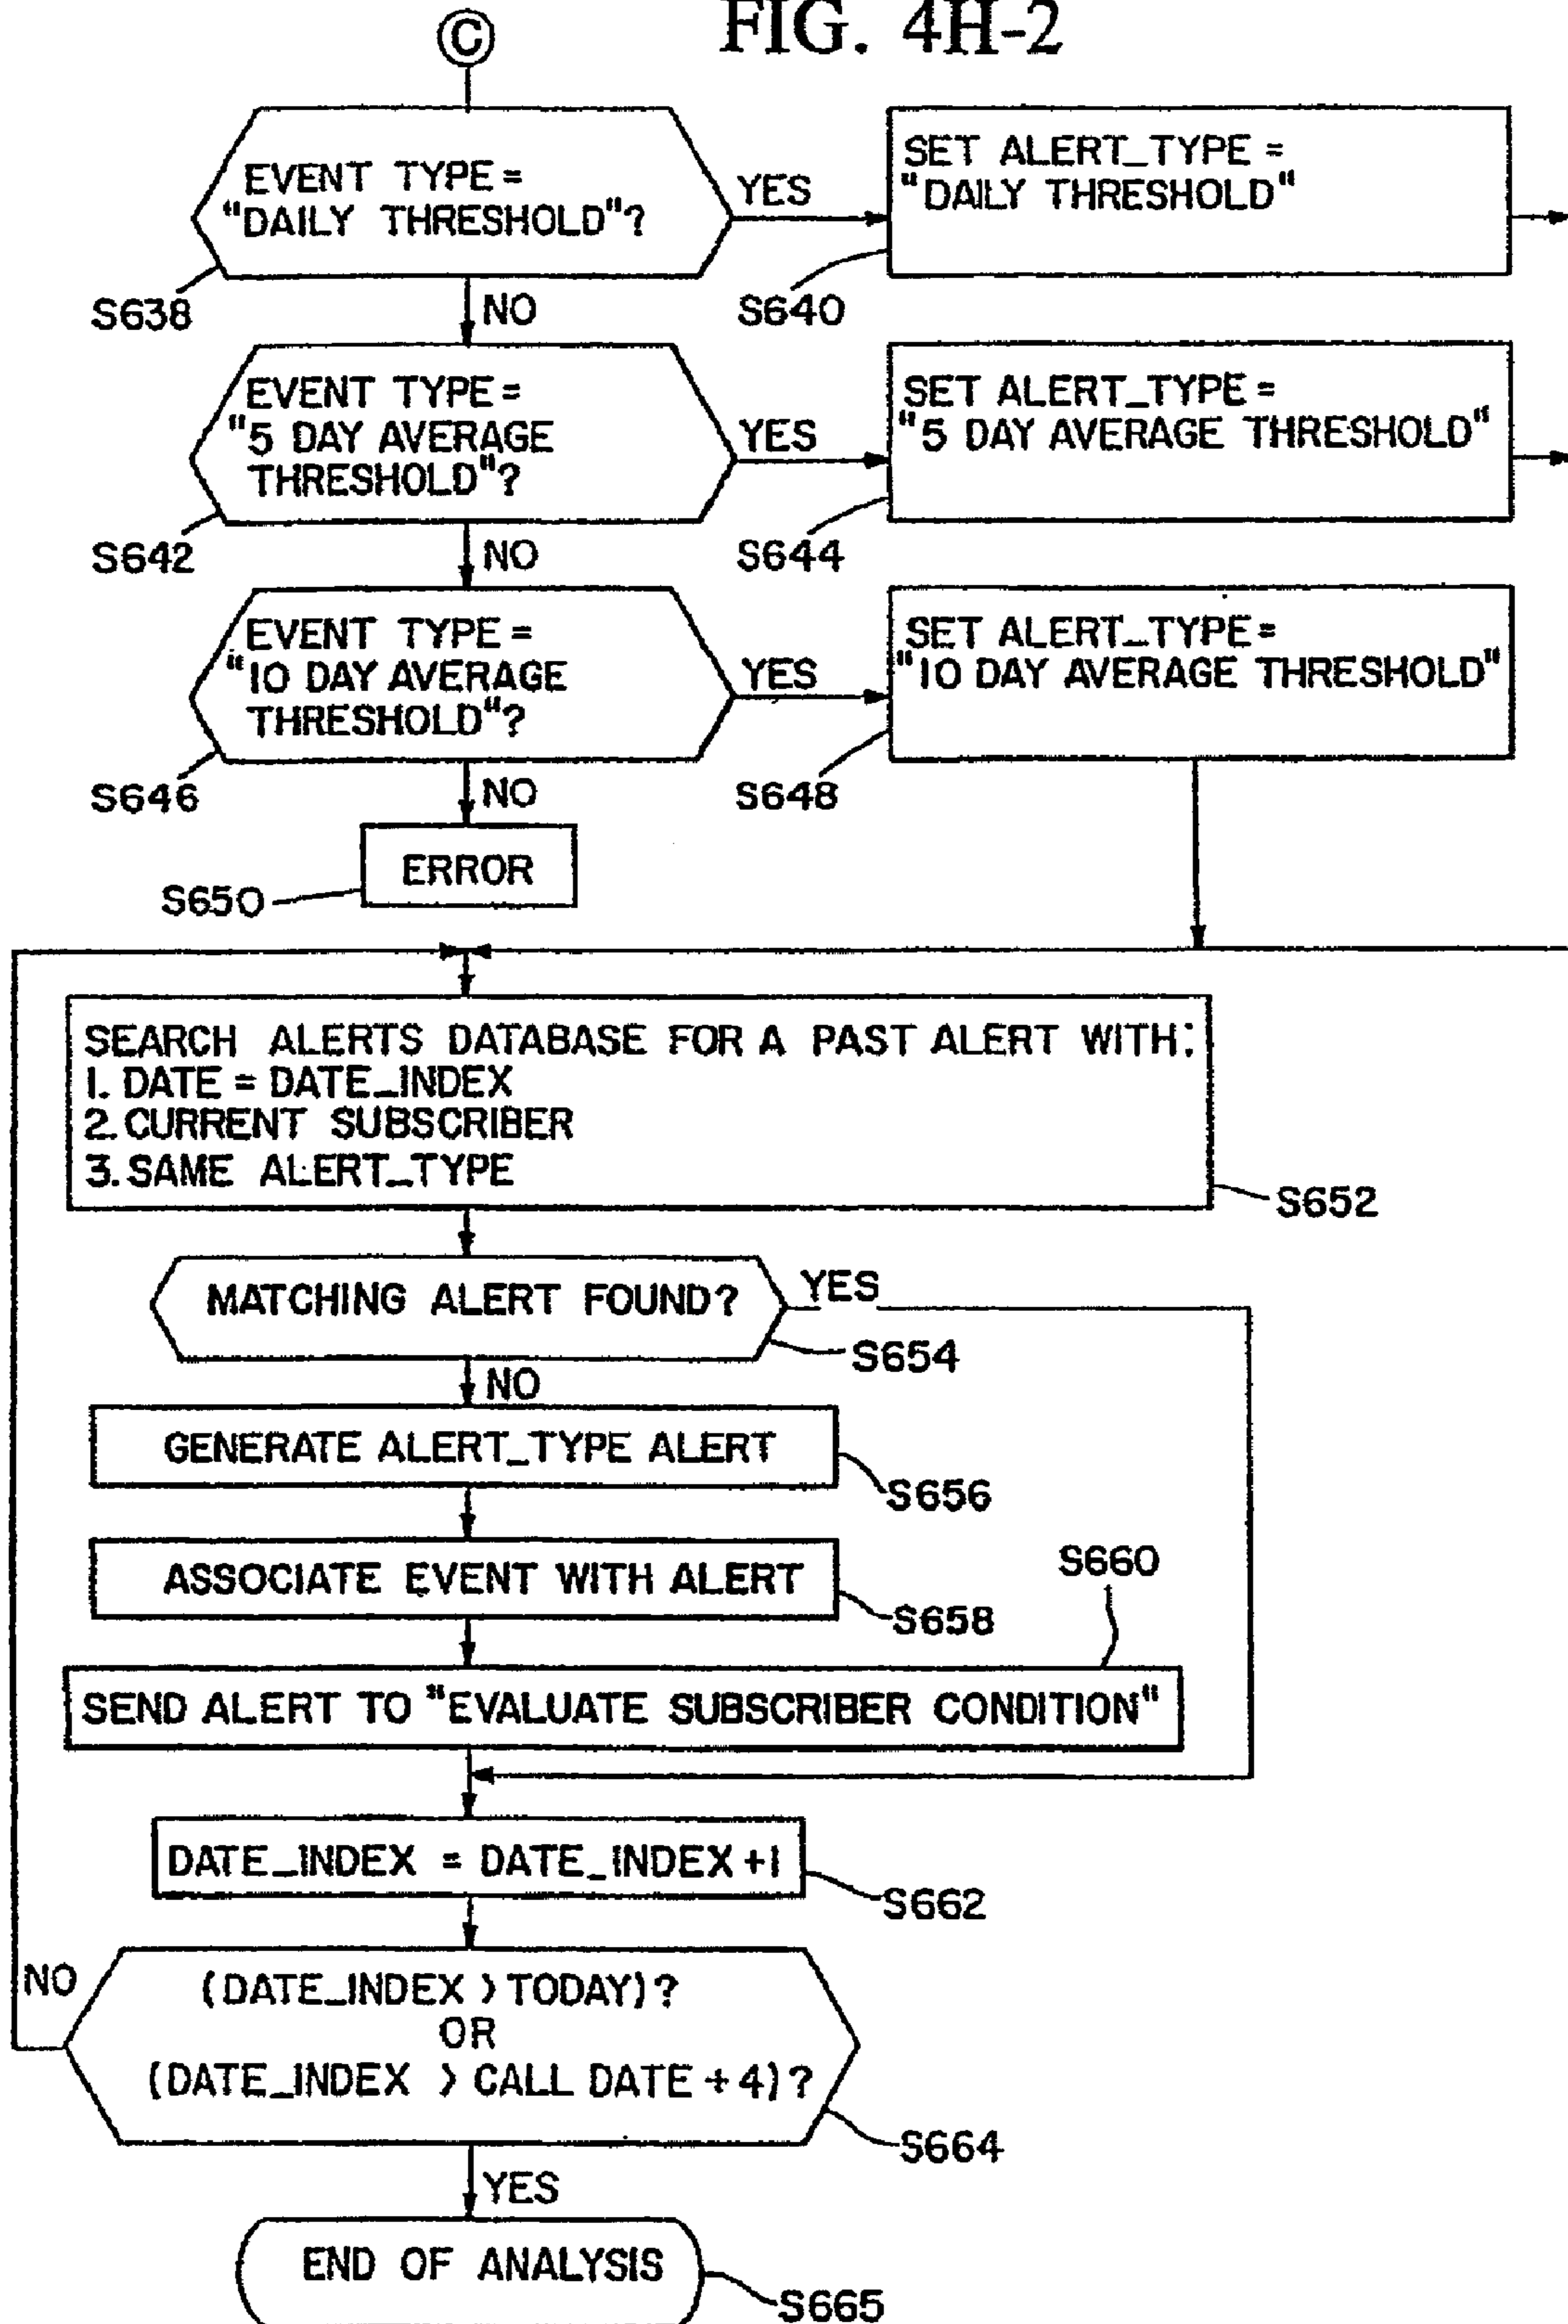 FIG. 4H-2
C
EVENT TYPE =
"DAILY THRESHOLD"?
YES
SET ALERT_TYPE =
"DAILY THRESHOLD"
S638
NO
S640
EVENT TYPE =
"5 DAY AVERAGE
THRESHOLD"?
YES
SET ALERT_TYPE =
"5 DAY AVERAGE THRESHOLD"
S642
NO
S644
EVENT TYPE =
"10 DAY AVERAGE
THRESHOLD"?
YES
SET ALERT_TYPE =
"10 DAY AVERAGE THRESHOLD"
S646
NO
S648
ERROR
S650
SEARCH ALERTS DATABASE FOR A PAST ALERT WITH:
1. DATE = DATE_INDEX
2. CURRENT SUBSCRIBER
3. SAME ALERT_TYPE
S652
MATCHING ALERT FOUND?
YES
S654
NO
GENERATE ALERT_TYPE ALERT
S656
ASSOCIATE EVENT WITH ALERT
S658
S660
SEND ALERT TO "EVALUATE SUBSCRIBER CONDITION"
DATE_INDEX = DATE_INDEX +1
S662
NO
(DATE_INDEX > TODAY)?
OR
(DATE_INDEX > CALL DATE + 4)?
S664
YES
END OF ANALYSIS
S665